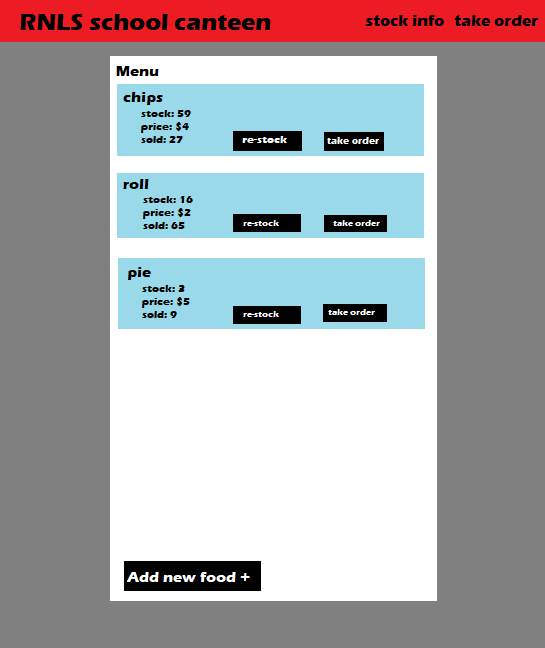 RNLS school canteen stock info take order
Menu
chips
stock: 59
price: $4
sold: 27
re-stock take order
roll
stock: 16
price: $2
sold: 65
re-stock take order
pie
stock: 3
price: $5
sold: 9
re-stock take order
Add new food +